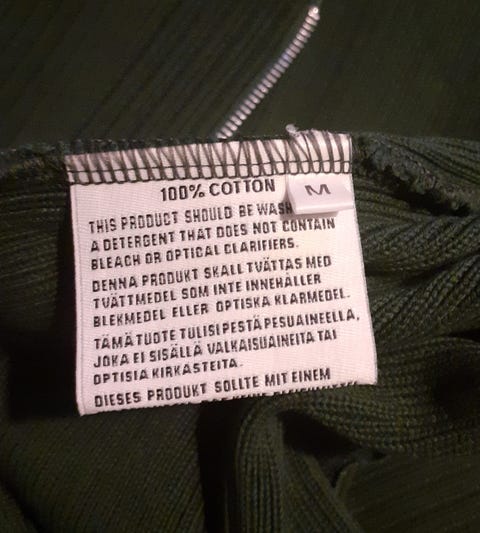 100% COTTON
M
THIS PRODUCT SHOULD BE WASH
A DETERGENT THAT DOES NOT CONTAIN
BLEACH OR OPTICAL CLARIFIERS.
DENNA PRODUKT SKALL TVÄTTAS MED
TVÄTTMEDEL SOM INTE INNEHÅLLER
BLEKMEDEL ELLER OPTISKA KLARMEDEL.
TÄMÄ TUOTE TULISI PESTÄ PESUAINEELLA,
JOKA EI SISÄLLÄ VALKAISUAINEITA TAI
OPTISIA KIRKASTEITA.
DIESES PRODUKT SOLLTE MIT EINEM